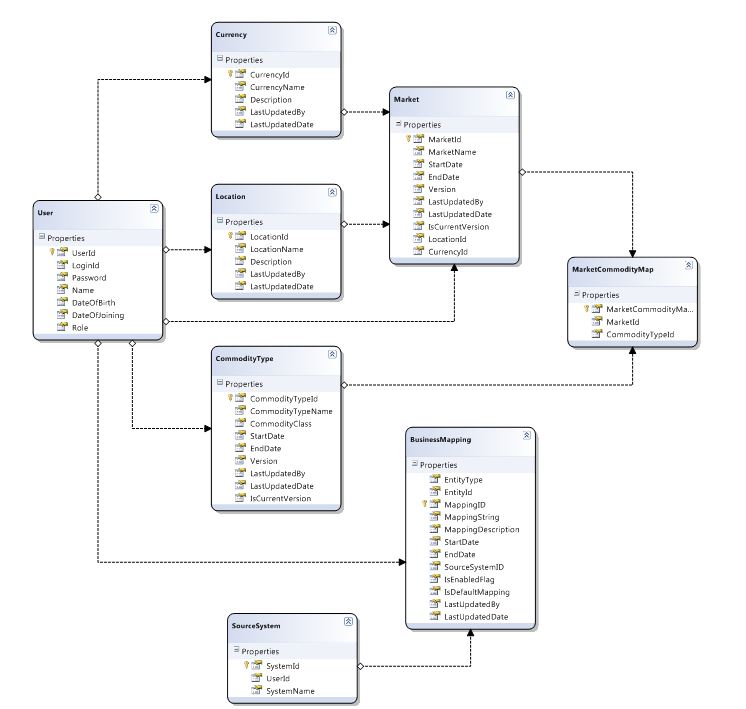 Currency
Properties
CurrencyId
CurrencyName
Description
LastUpdatedBy
LastUpdatedDate
Market
Properties
MarketId
MarketName
StartDate
EndDate
Version
LastUpdatedBy
LastUpdatedDate
IsCurrentVersion
LocationId
CurrencyId
Location
Properties
LocationId
LocationName
Description
LastUpdatedBy
LastUpdatedDate
User
Properties
UserId
LoginId
Password
Name
DateOfBirth
DateOfJoining
Role
MarketCommodityMap
Properties
MarketCommodityMa...
MarketId
CommodityTypeId
CommodityType
Properties
CommodityTypeId
CommodityTypeName
CommodityClass
StartDate
EndDate
Version
LastUpdatedBy
LastUpdatedDate
IsCurrentVersion
BusinessMapping
Properties
EntityType
EntityId
MappingID
MappingString
MappingDescription
StartDate
EndDate
SourceSystemID
IsEnabledFlag
IsDefaultMapping
LastUpdatedBy
LastUpdatedDate
SourceSystem
Properties
SystemId
UserId
SystemName